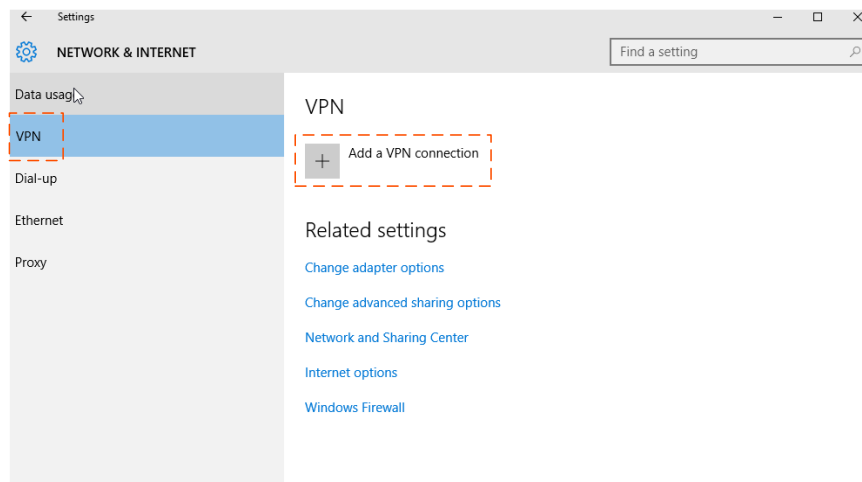 Settings
NETWORK & INTERNET
Find a setting
Data usage
VPN
Dial-up
Ethernet
Proxy
VPN
Add a VPN connection
Related settings
Change adapter options
Change advanced sharing options
Network and Sharing Center
Internet options
Windows Firewall